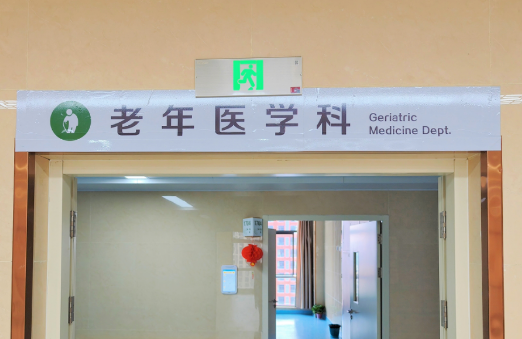 老年医学科
Geriatric
Medicine Dept.